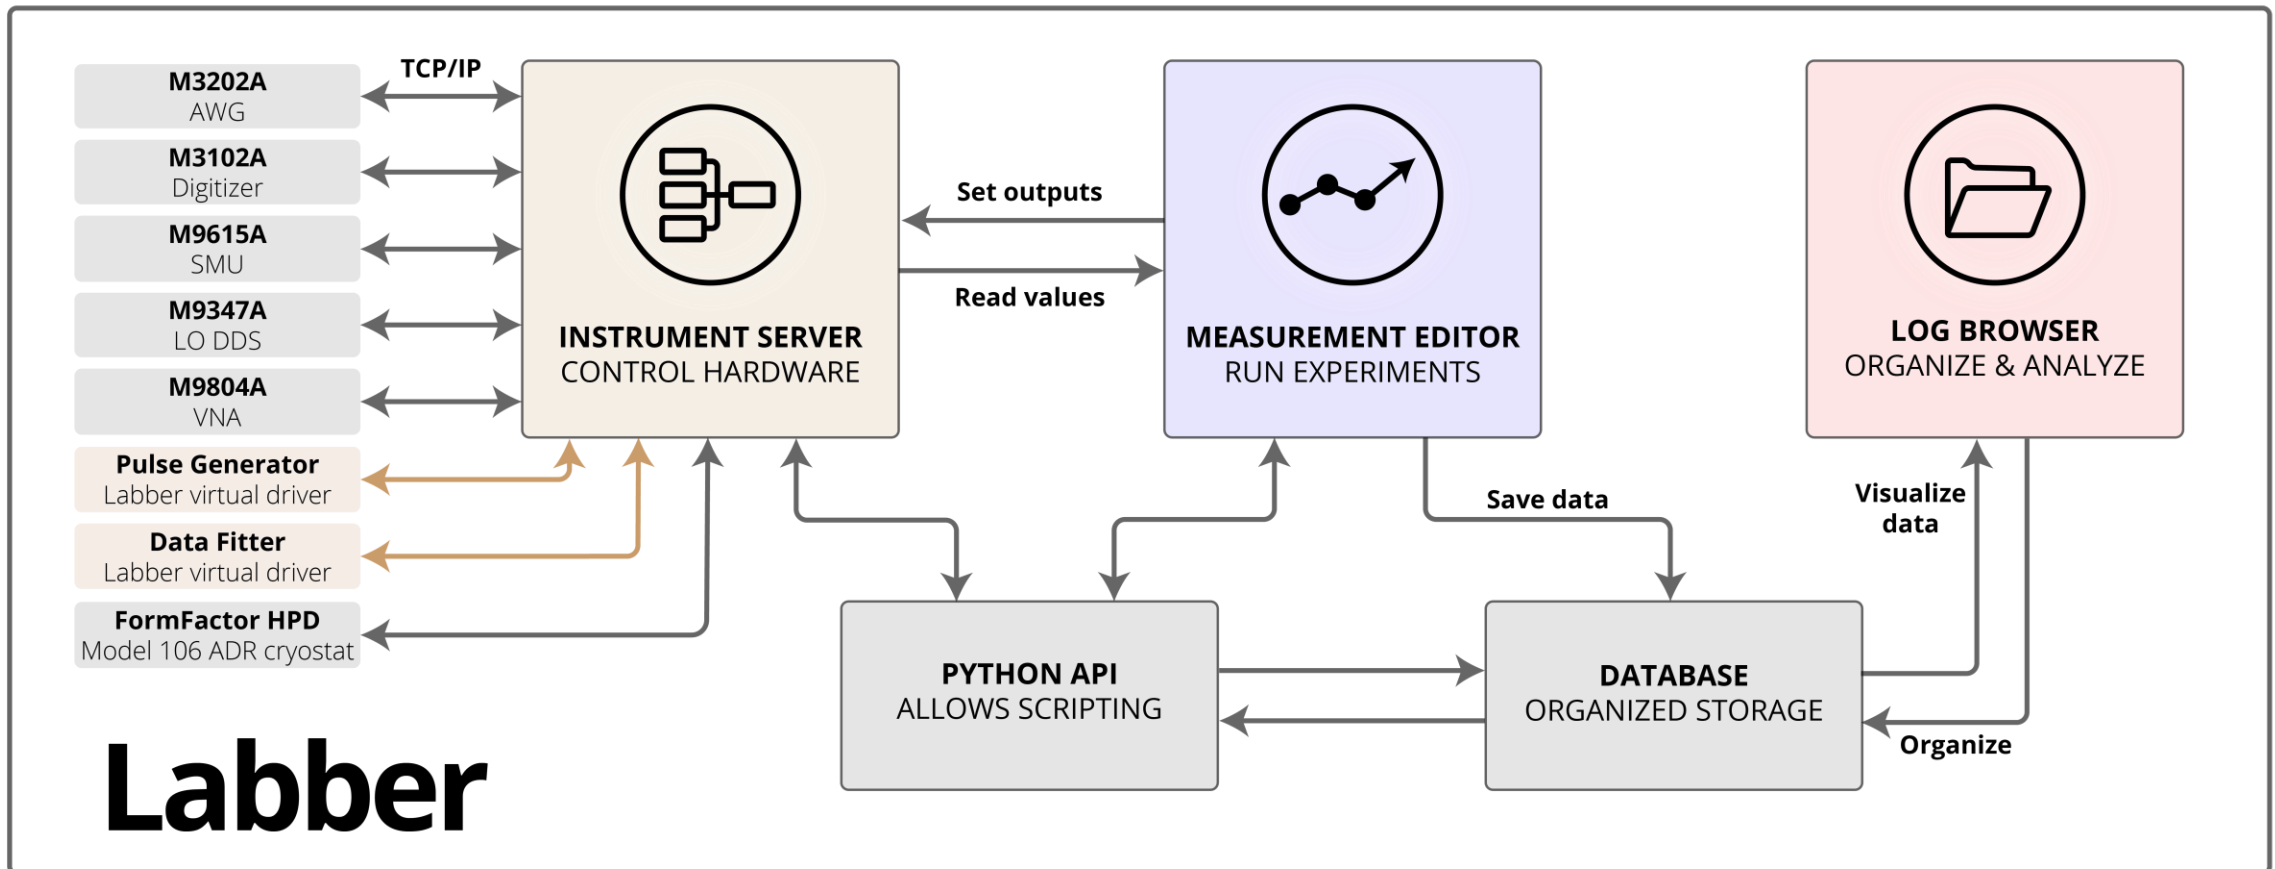 TCP/IP
M3202A
AWG
M3102A
Digitizer
M9615A
SMU
M9347A
LO DDS
M9804A
VNA
Pulse Generator
Labber virtual driver
Data Fitter
Labber virtual driver
FormFactor HPD
Model 106 ADR cryostat
INSTRUMENT SERVER
CONTROL HARDWARE
Set outputs
Read values
MEASUREMENT EDITOR
RUN EXPERIMENTS
LOG BROWSER
ORGANIZE & ANALYZE
Save data
Visualize
data
PYTHON API
ALLOWS SCRIPTING
DATABASE
ORGANIZED STORAGE
Organize
Labber